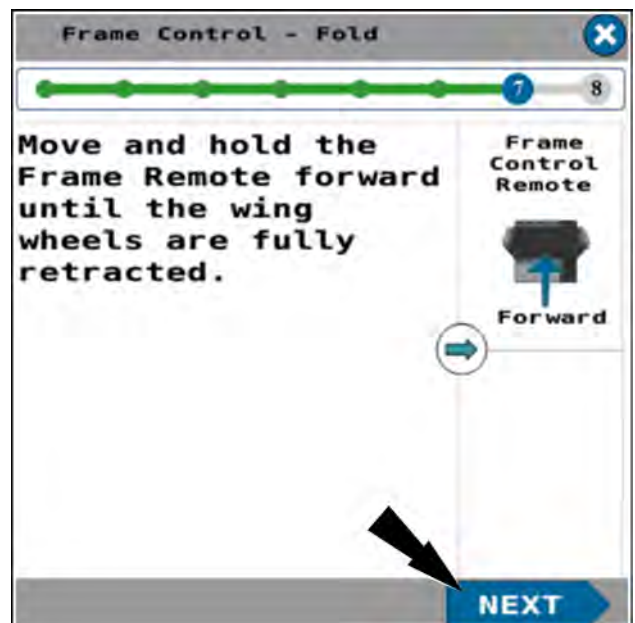 Frame Control - Fold
7
8
Move and hold the
Frame Remote forward
until the wing
wheels are fully
retracted.
Frame
Control
Remote
Forward
NEXT